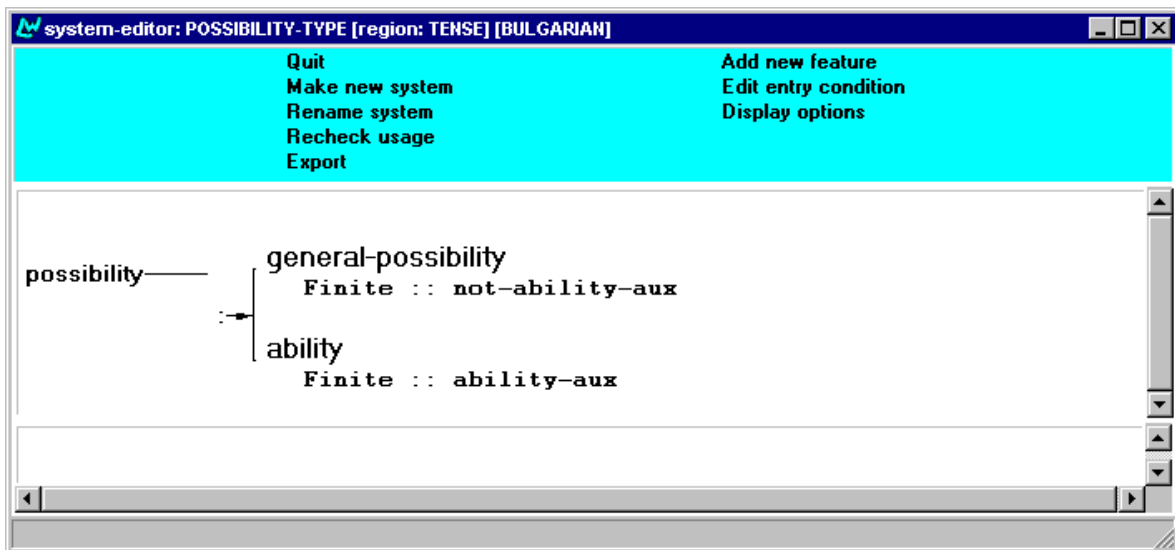 system-editor: POSSIBILITY-TYPE [region: TENSE] [BULGARIAN]
Quit
Make new system
Rename system
Recheck usage
Export
Add new feature
Edit entry condition
Display options
possibility
general-possibility
Finite :: not-ability-aux
:
ability
Finite :: ability-aux